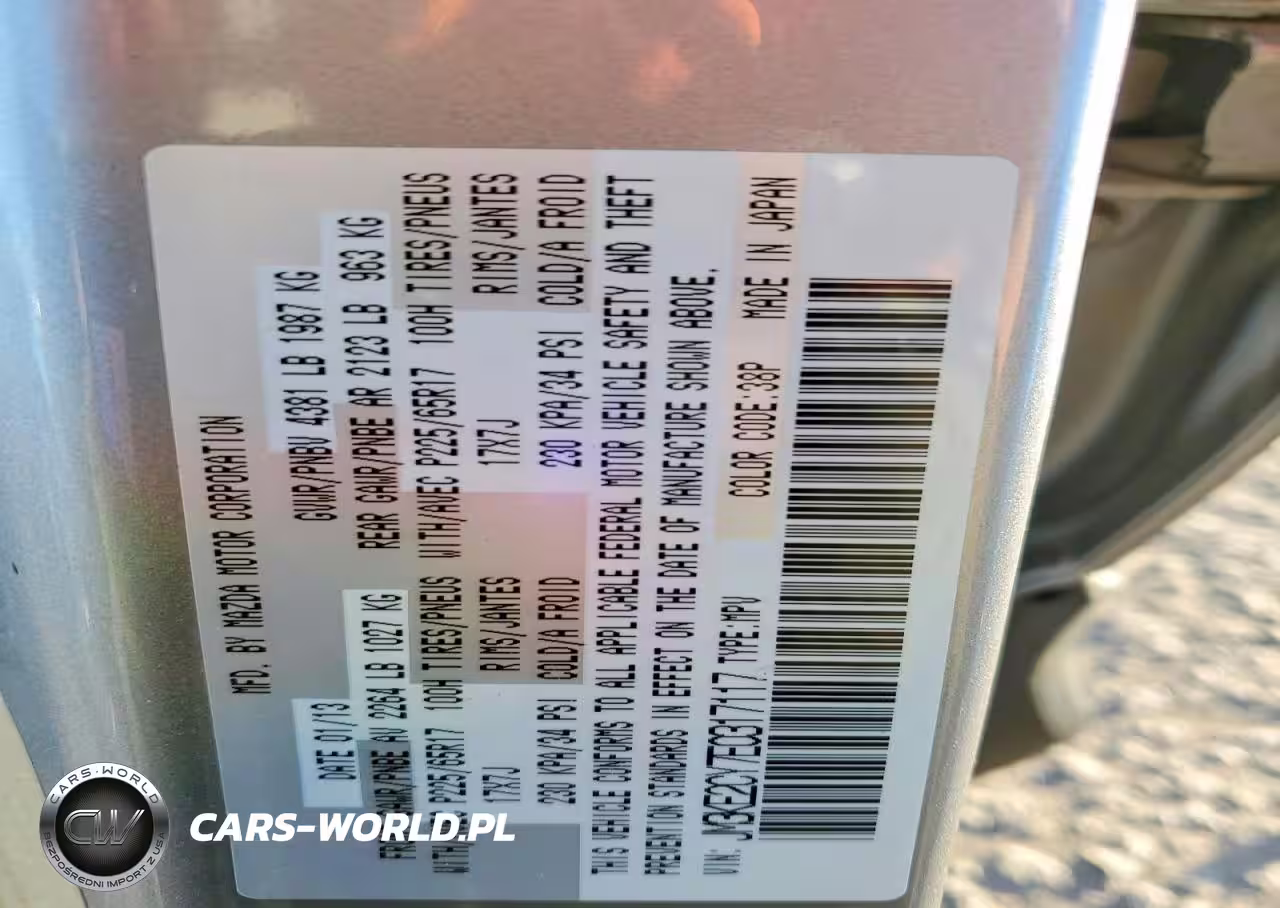 MFD. BY MAZDA MOTOR CORPORATION
DATE 01/13 GVWR/PNBV 4381 LB 1987 KG
GAWR/PNBE AV 2264 LB 1027 KG REAR GAWR/PNBE AR 2123 LB 963 KG
P225/65R17 100H TIRES/PNEUS WITH/AVEC P225/65R17 100H TIRES/PNEUS
17X7J RIMS/JANTES 17X7J RIMS/JANTES
230 KPA/34 PSI COLD/A FROID 230 KPA/34 PSI COLD/A FROID
THIS VEHICLE CONFORMS TO ALL APPLICABLE FEDERAL MOTOR VEHICLE SAFETY AND THEFT
PREVENTION STANDARDS IN EFFECT ON THE DATE OF MANUFACTURE SHOWN ABOVE.
VIN: TYPE:MPV COLOR CODE:38P MADE IN JAPAN
CARS-WORLD
CW
BEZPOŚREDNI IMPORT Z USA
CARS-WORLD.PL